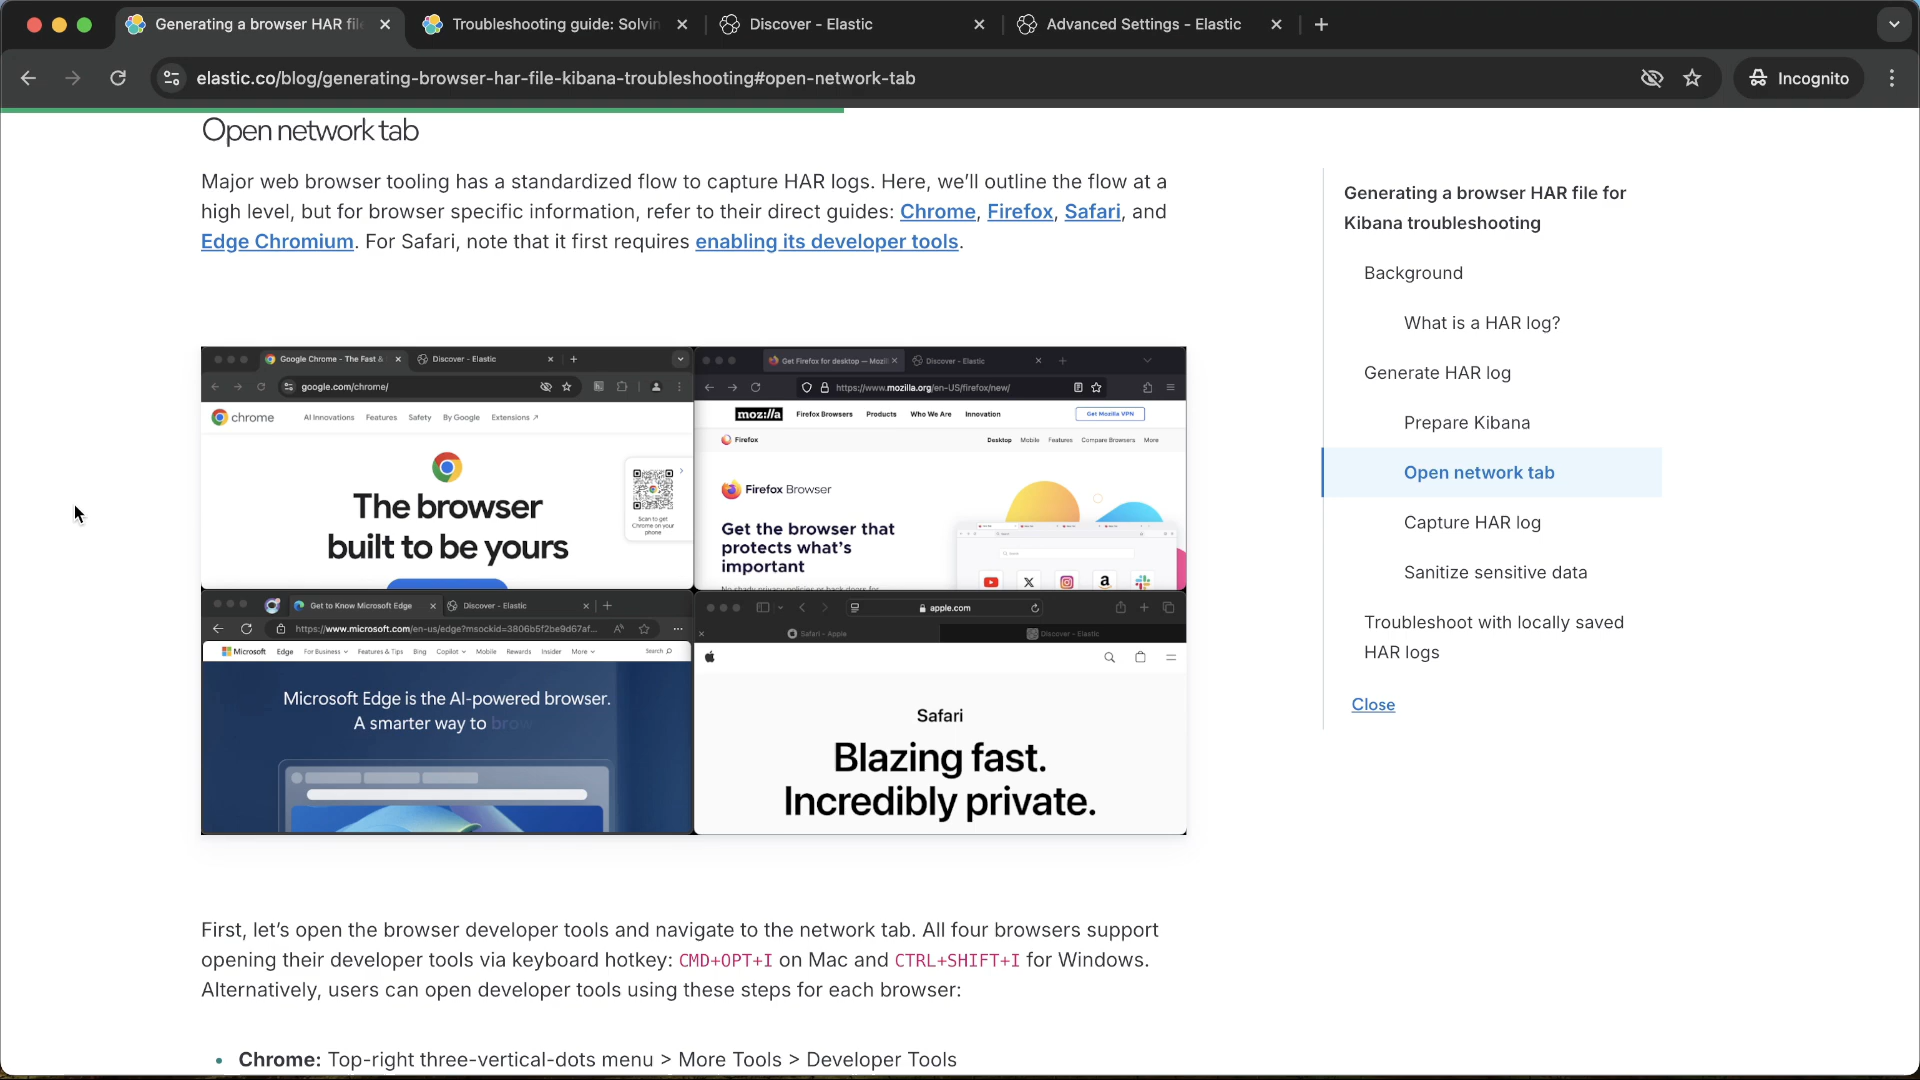 Generating a browser HAR fil
Troubleshooting guide: Solvin
Discover - Elastic
Advanced Settings - Elastic
elastic.co/blog/generating-browser-har-file-kibana-troubleshooting#open-network-tab
Incognito
Open network tab
Major web browser tooling has a standardized flow to capture HAR logs. Here, we'll outline the flow at a
high level, but for browser specific information, refer to their direct guides: Chrome, Firefox, Safari, and
Edge Chromium. For Safari, note that it first requires enabling its developer tools.
Google Chrome - The Fast &
Discover - Elastic
google.com/chrome/
chrome
AI Innovations Features Safety By Google Extensions ↗
The browser
built to be yours
Scan to get
Chrome on your
phone
Get Firefox for desktop — Mozil
Discover - Elastic
https://www.mozilla.org/en-US/firefox/new/
moz://a
Firefox Browsers Products Who We Are Innovation
Get Mozilla VPN
Firefox
Desktop Mobile Features Compare Browsers More
Firefox Browser
Get the browser that
protects what's
important
Search
Get to Know Microsoft Edge
Discover - Elastic
https://www.microsoft.com/en-us/edge?msockid=3806b5f2be9d67af...
Microsoft Edge For Business Features & Tips Bing Copilot Mobile Rewards Insider More Search
Microsoft Edge is the AI-powered browser.
A smarter way to brow
apple.com
Safari - Apple
Discover - Elastic
Safari
Blazing fast.
Incredibly private.
First, let's open the browser developer tools and navigate to the network tab. All four browsers support
opening their developer tools via keyboard hotkey: CMD+OPT+I on Mac and CTRL+SHIFT+I for Windows.
Alternatively, users can open developer tools using these steps for each browser:
• Chrome: Top-right three-vertical-dots menu > More Tools > Developer Tools
Generating a browser HAR file for
Kibana troubleshooting
Background
What is a HAR log?
Generate HAR log
Prepare Kibana
Open network tab
Capture HAR log
Sanitize sensitive data
Troubleshoot with locally saved
HAR logs
Close